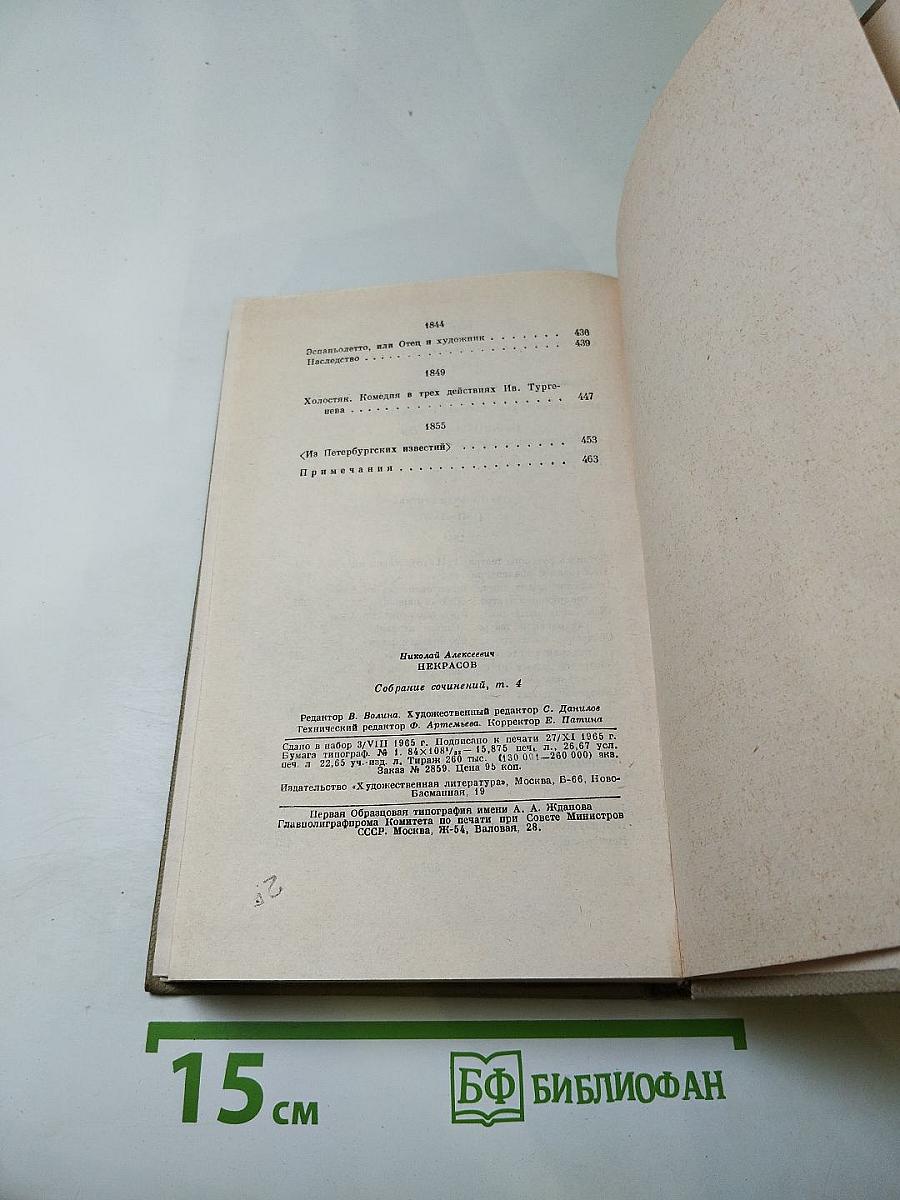 1844
Эспаньолетто, или Отец и художник . . . . . . . 436
Наследство . . . . . . . . . . . . . . . . . . 439
1849
Холостяк. Комедия в трех действиях Ив. Турге-
нева . . . . . . . . . . . . . . . . . . . . 447
1855
〈Из Петербургских известий〉 . . . . . . . . . . 453
Примечания . . . . . . . . . . . . . . . . 463
Николай Алексеевич
НЕКРАСОВ
Собрание сочинений, т. 4
Редактор В. Волина. Художественный редактор С. Данилов
Технический редактор Ф. Артемьева. Корректор Е. Патина
Сдано в набор 3/VIII 1965 г. Подписано к печати 27/XI 1965 г.
Бумага типограф. № 1. 84×108¹/₃₂— 15,875 печ. л., 26,67 усл.
печ. л 22,65 уч.-изд. л. Тираж 260 тыс. (130 001—260 000) экв.
Заказ № 2859. Цена 95 коп.
Издательство «Художественная литература», Москва, Б-66, Ново-
Басманная, 19
Первая Образцовая типография имени А. А. Жданова
Главполиграфпрома Комитета по печати при Совете Министров
СССР. Москва, Ж-54, Валовая, 28.
15 см
БФ БИБЛИОФАН